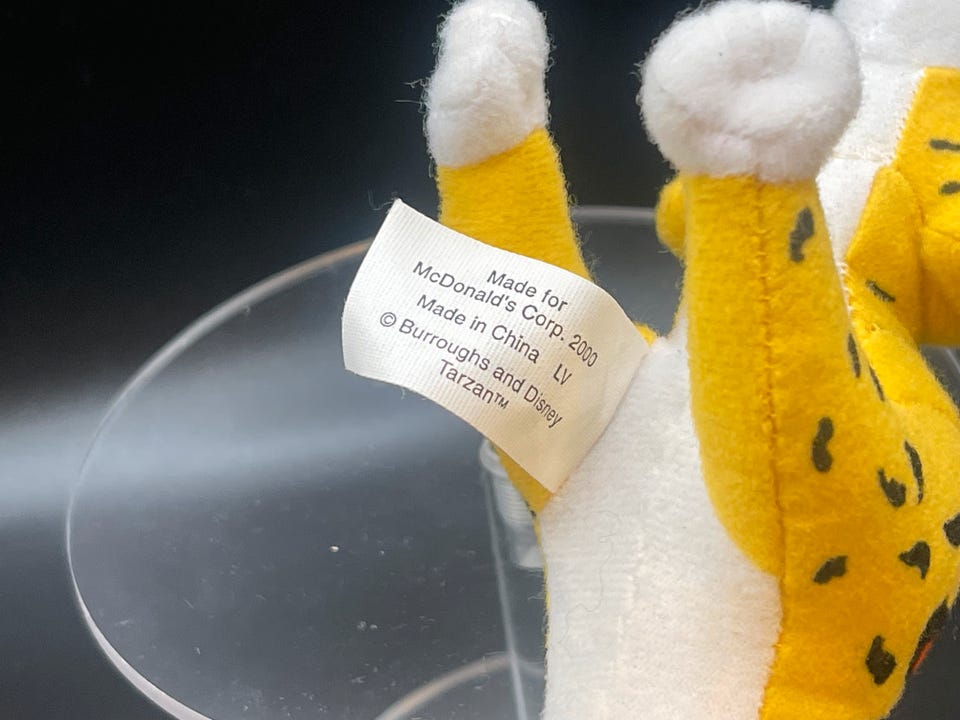 Made for
McDonald's Corp. 2000
Made in China LV
© Burroughs and Disney
Tarzan™